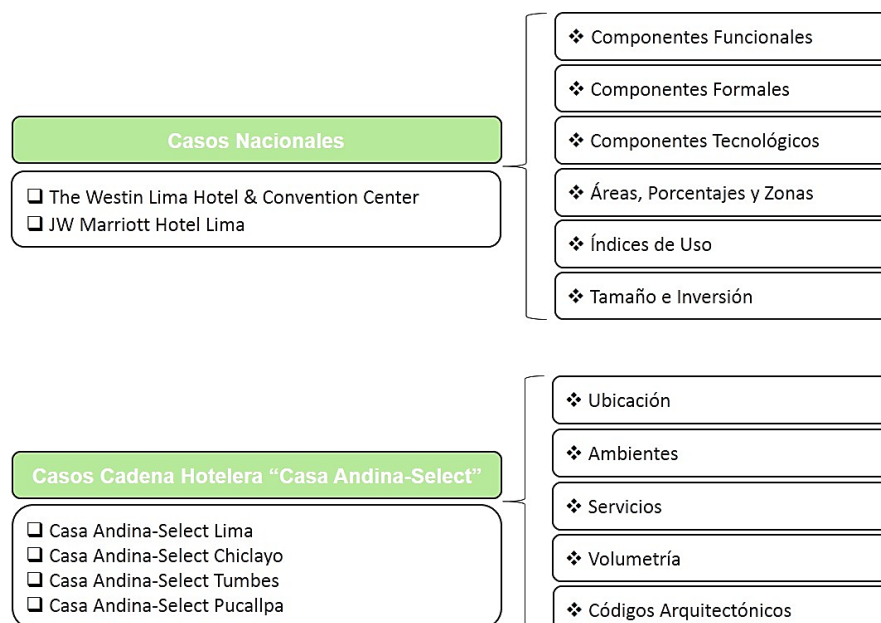 Casos Nacionales
❑ The Westin Lima Hotel & Convention Center
❑ JW Marriott Hotel Lima
❖ Componentes Funcionales
❖ Componentes Formales
❖ Componentes Tecnológicos
❖ Áreas, Porcentajes y Zonas
❖ Índices de Uso
❖ Tamaño e Inversión
Casos Cadena Hotelera “Casa Andina-Select”
❑ Casa Andina-Select Lima
❑ Casa Andina-Select Chiclayo
❑ Casa Andina-Select Tumbes
❑ Casa Andina-Select Pucallpa
❖ Ubicación
❖ Ambientes
❖ Servicios
❖ Volumetría
❖ Códigos Arquitectónicos